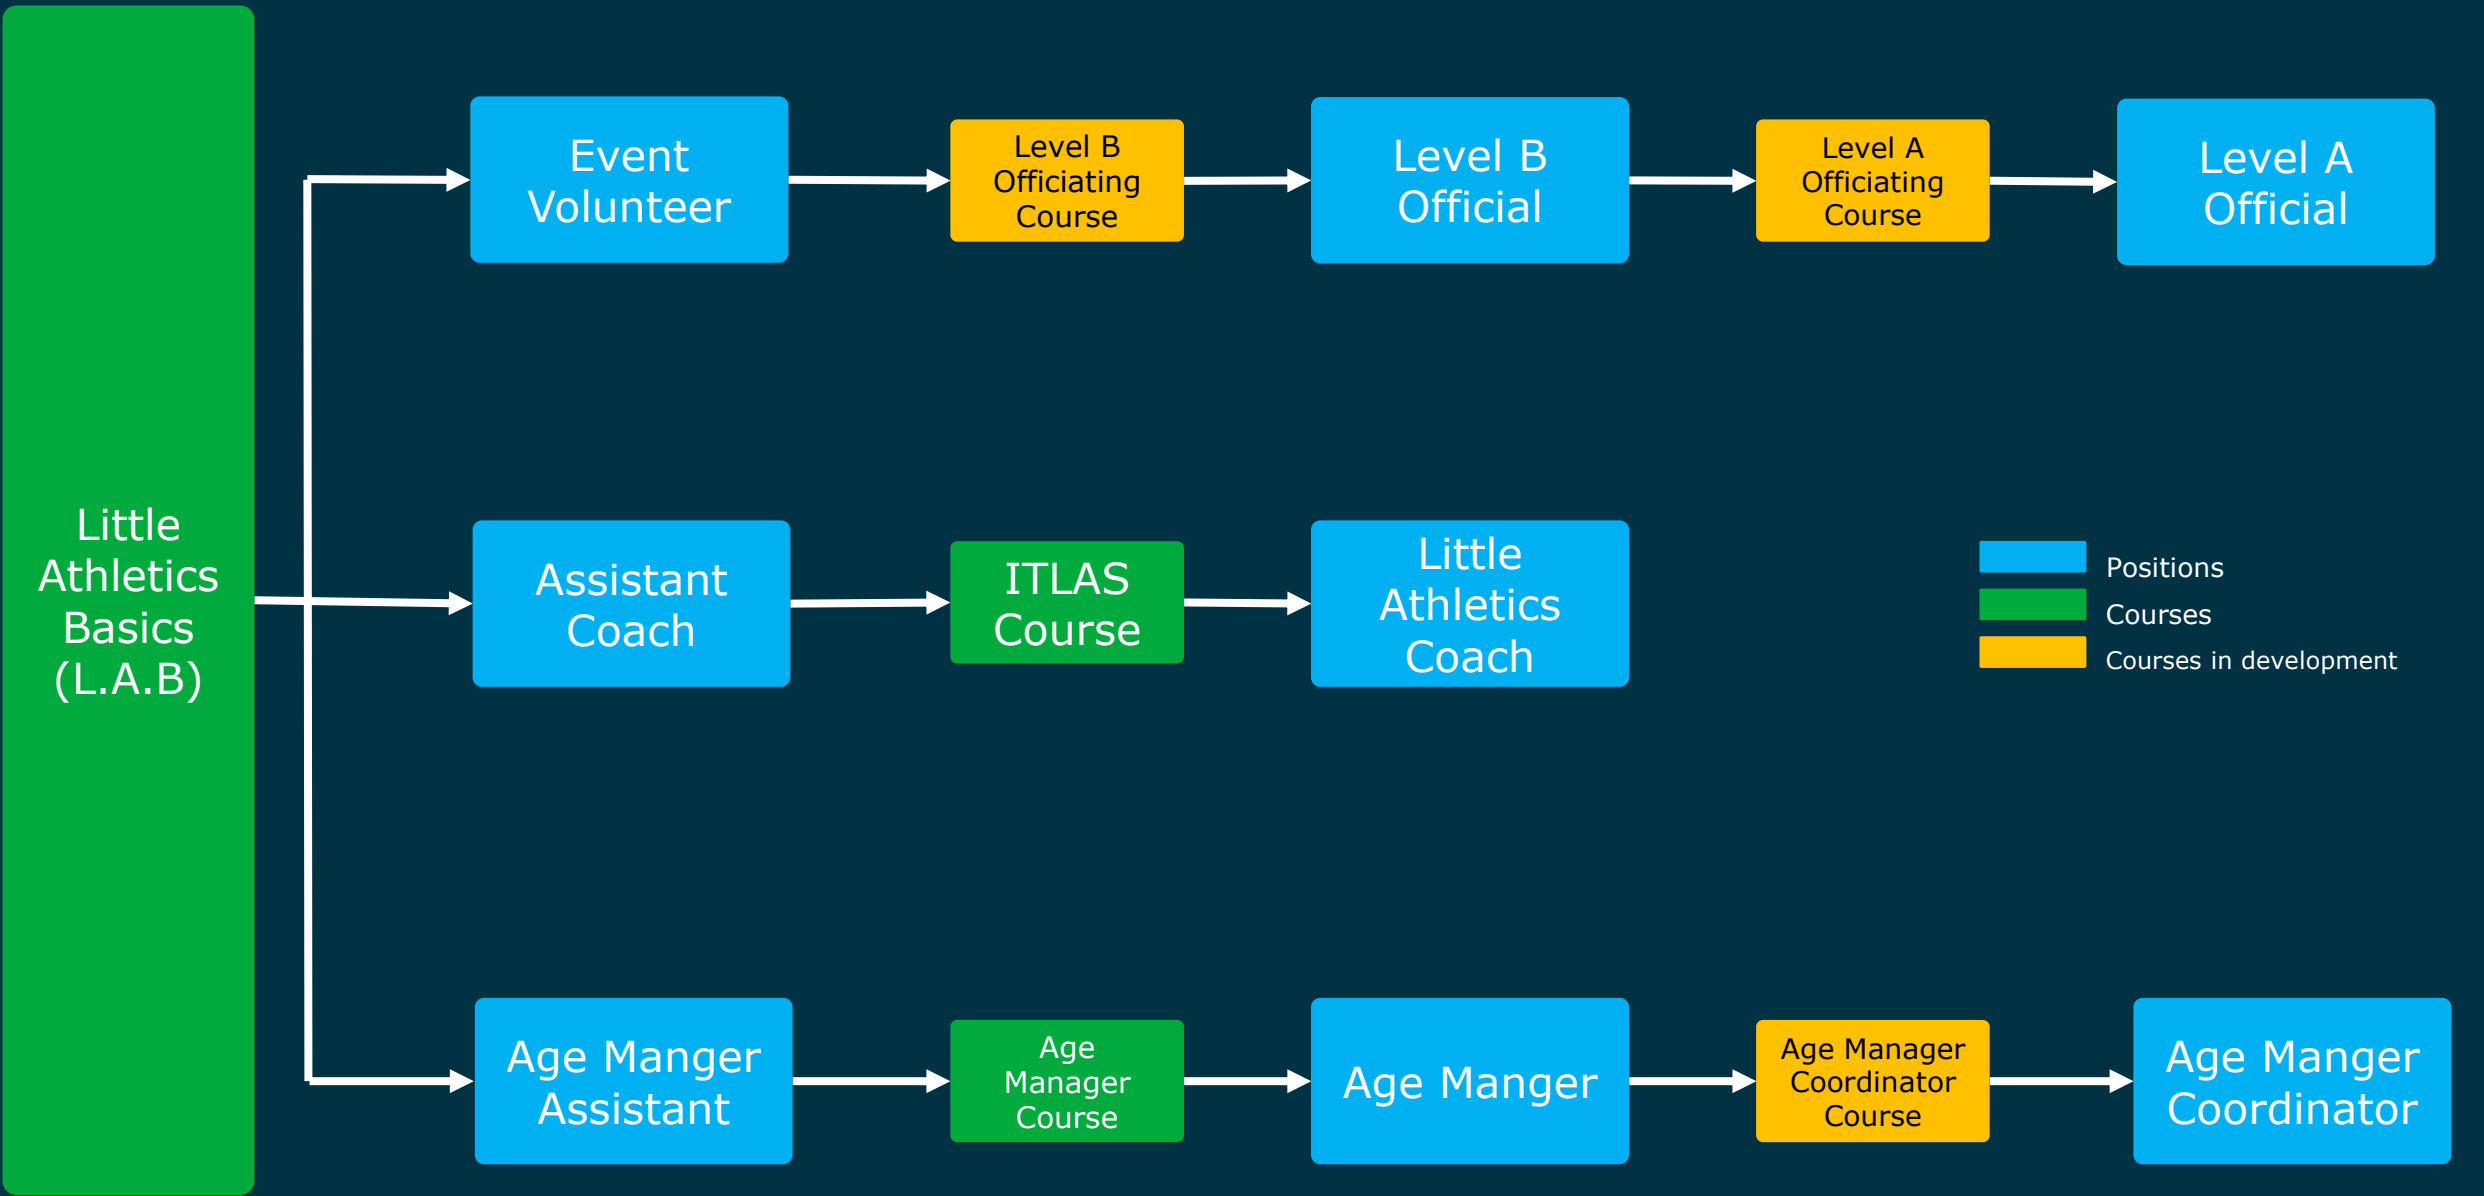 Little
Athletics
Basics
(L.A.B)
Event
Volunteer
Level B
Officiating
Course
Level B
Official
Level A
Officiating
Course
Level A
Official
Assistant
Coach
ITLAS
Course
Little
Athletics
Coach
Positions
Courses
Courses in development
Age Manger
Assistant
Age
Manager
Course
Age Manger
Age Manager
Coordinator
Course
Age Manger
Coordinator